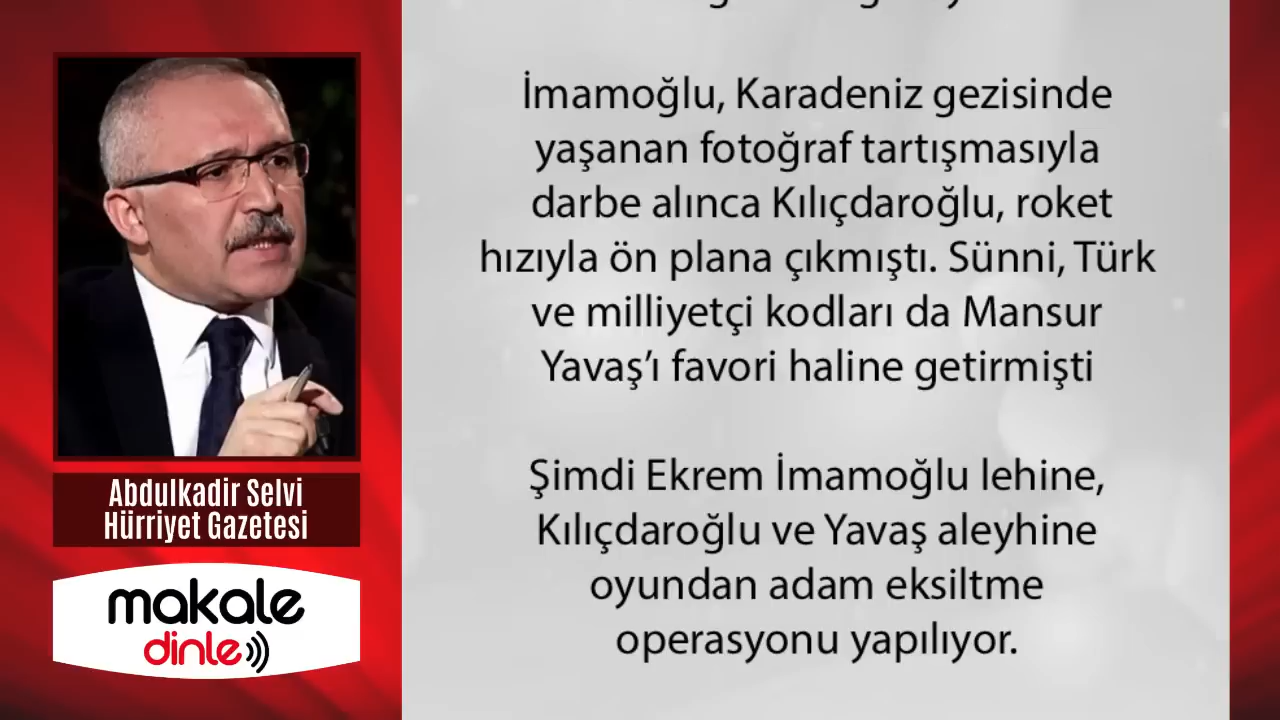 İmamoğlu, Karadeniz gezisinde
yaşanan fotoğraf tartışmasıyla
darbe alınca Kılıçdaroğlu, roket
hızıyla ön plana çıkmıştı. Sünni, Türk
ve milliyetçi kodları da Mansur
Yavaş’ı favori haline getirmişti
Şimdi Ekrem İmamoğlu lehine,
Kılıçdaroğlu ve Yavaş aleyhine
oyundan adam eksiltme
operasyonu yapılıyor.
Abdulkadir Selvi
Hürriyet Gazetesi
makale
dinle